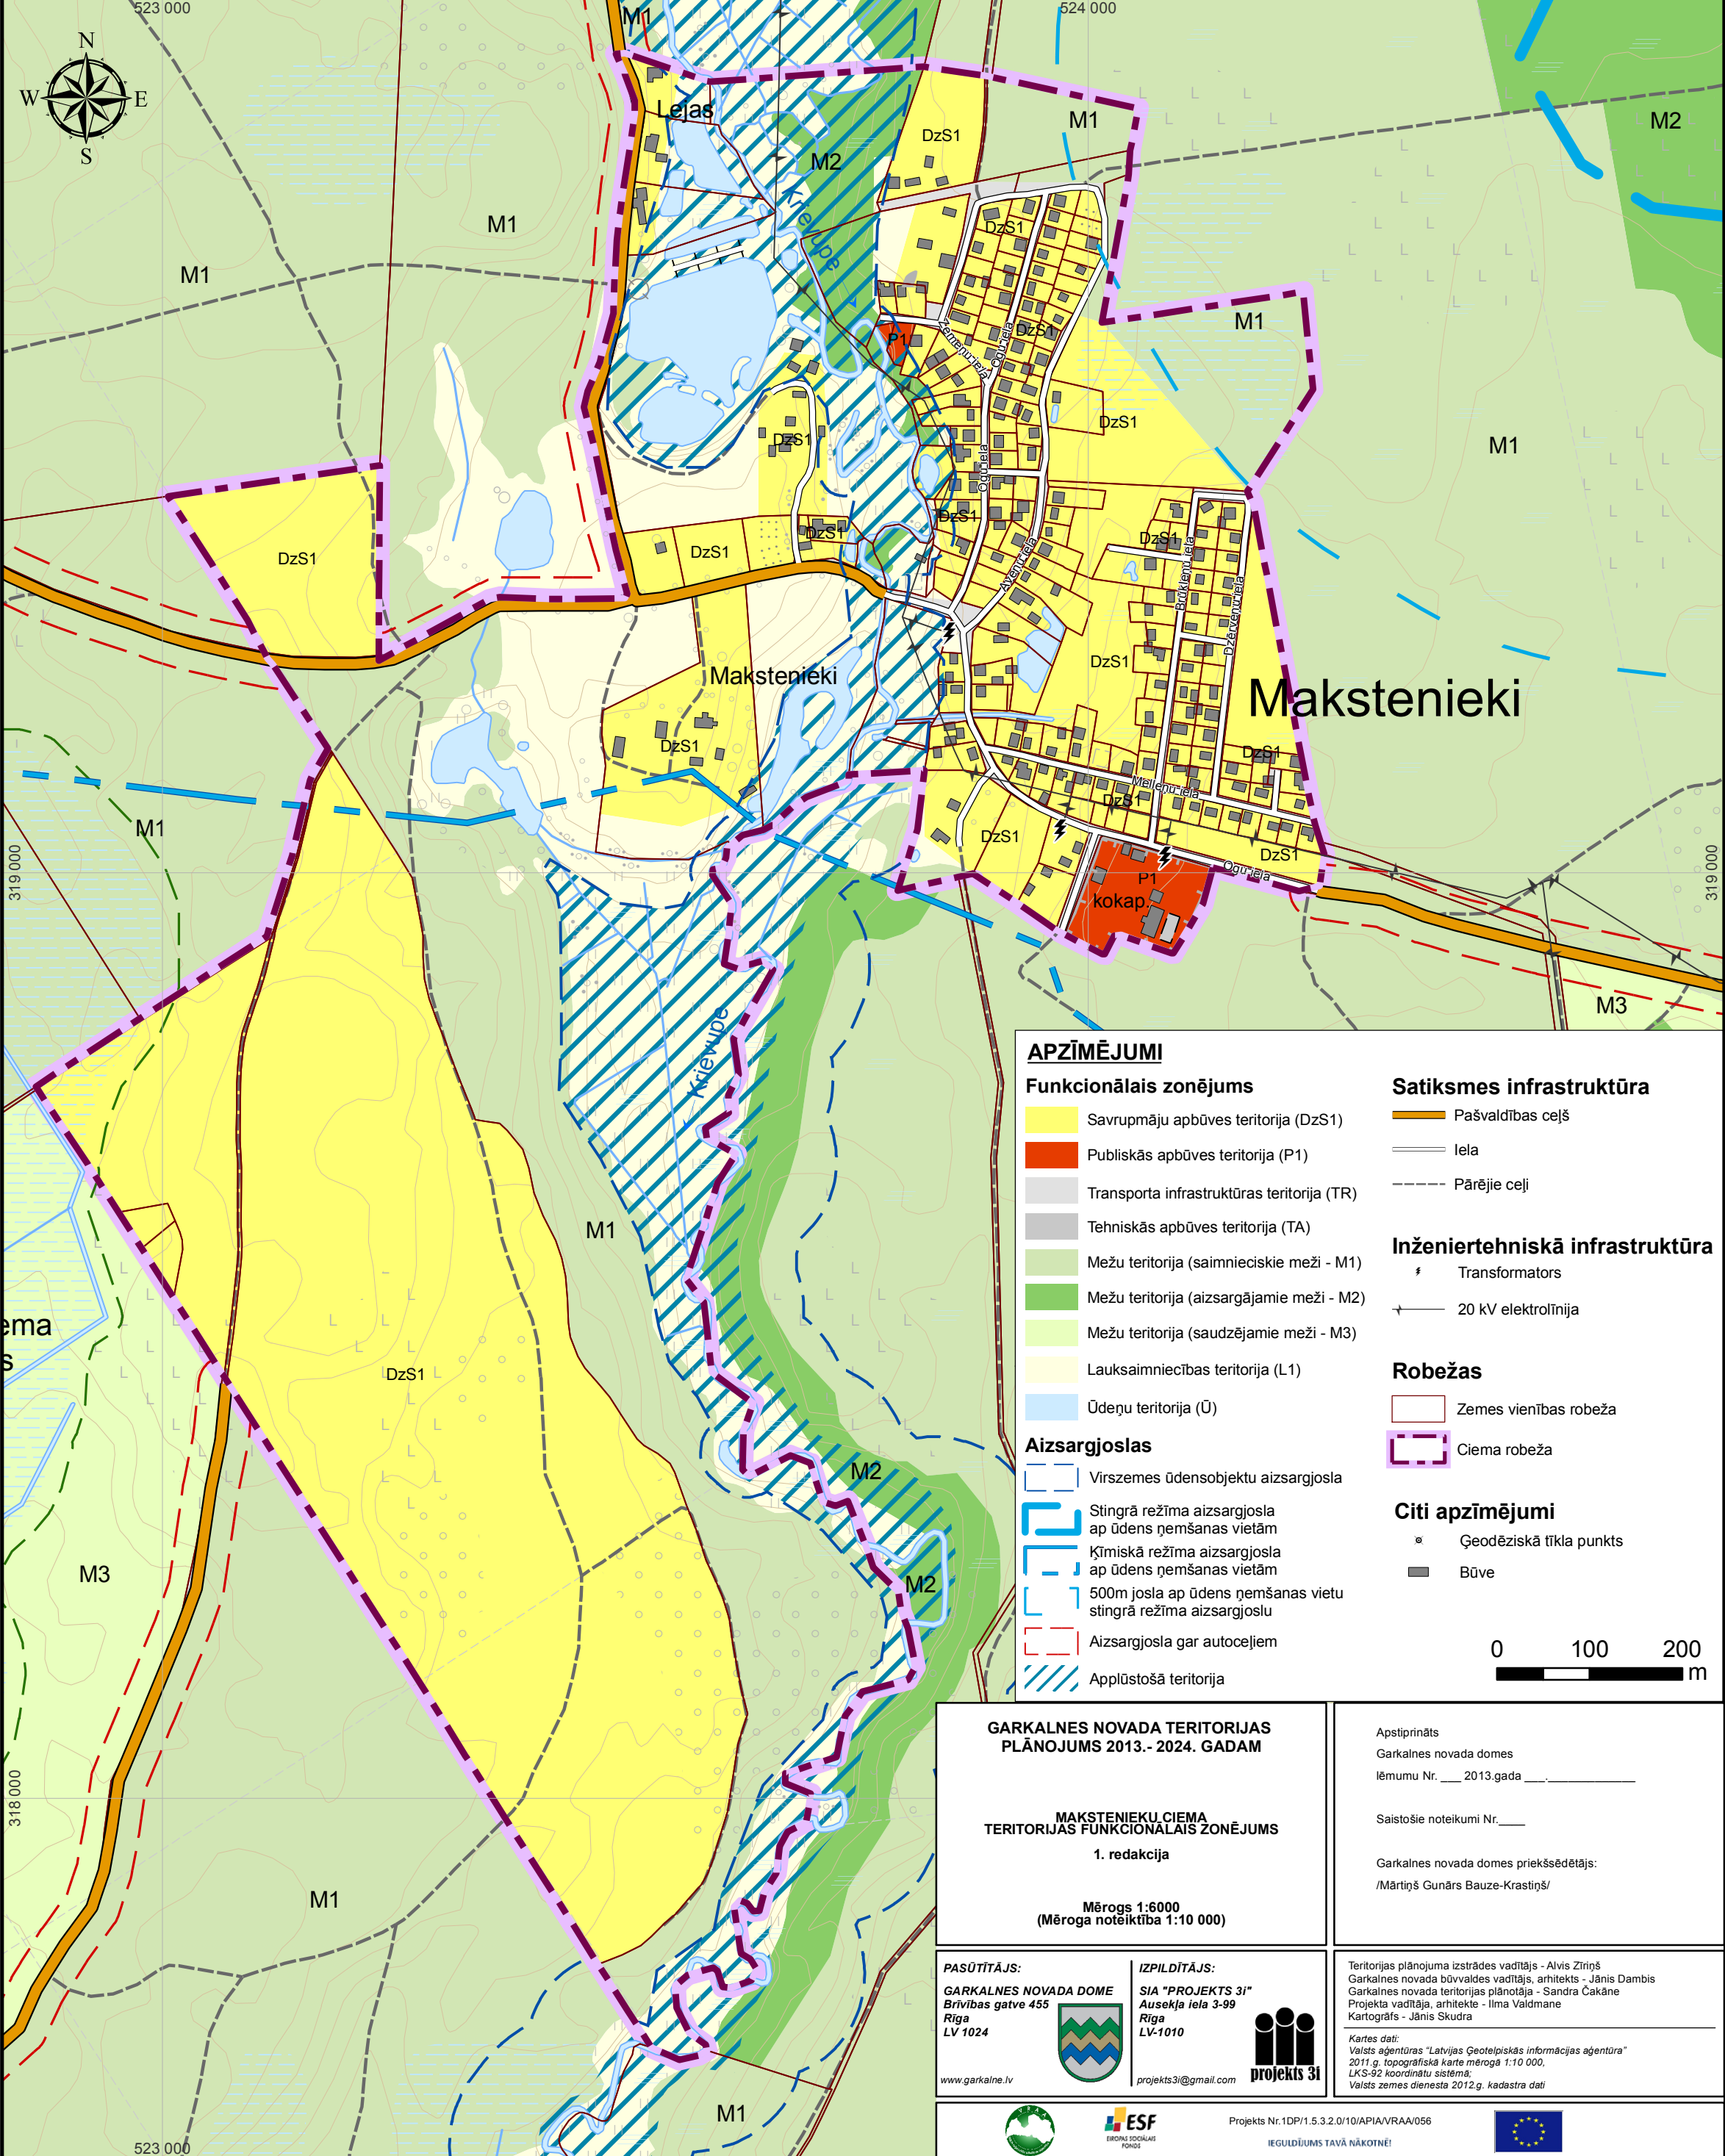 523 000
524 000
N
W
E
S
M1
Lejas
M1
M2
DzS1
M2
M1
M1
Krievupe
DzS1
M1
P1
Zemeņu iela
Ogu iela
DzS1
DzS1
M1
DzS1
Ogu iela
DzS1
DzS1
DzS1
DzS1
DzS1
Avenu iela
Brūkleņu iela
Dzērveņu iela
DzS1
Makstenieki
Makstenieki
DzS1
DzS1
Melleņu iela
DzS1
DzS1
DzS1
M1
Ogu iela
P1
kokap.
319 000
319 000
M3
Krievupe
M1
ema
s
DzS1
M2
M3
M2
318 000
M1
M1
523 000
APZĪMĒJUMI
Funkcionālais zonējums
Savrupmāju apbūves teritorija (DzS1)
Publiskās apbūves teritorija (P1)
Transporta infrastruktūras teritorija (TR)
Tehniskās apbūves teritorija (TA)
Mežu teritorija (saimnieciskie meži - M1)
Mežu teritorija (aizsargājamie meži - M2)
Mežu teritorija (saudzējamie meži - M3)
Lauksaimniecības teritorija (L1)
Ūdeņu teritorija (Ū)
Aizsargjoslas
Virszemes ūdensobjektu aizsargjosla
Stingrā režīma aizsargjosla
ap ūdens ņemšanas vietām
Ķīmiskā režīma aizsargjosla
ap ūdens ņemšanas vietām
500m josla ap ūdens ņemšanas vietu
stingrā režīma aizsargjoslu
Aizsargjosla gar autoceļiem
Applūstošā teritorija
Satiksmes infrastruktūra
Pašvaldības ceļš
Iela
Pārējie ceļi
Inženiertehniskā infrastruktūra
Transformators
20 kV elektrolīnija
Robežas
Zemes vienības robeža
Ciema robeža
Citi apzīmējumi
Ģeodēziskā tīkla punkts
Būve
0 100 200
m
GARKALNES NOVADA TERITORIJAS
PLĀNOJUMS 2013.- 2024. GADAM
MAKSTENIEKU CIEMA
TERITORIJAS FUNKCIONĀLAIS ZONĒJUMS
1. redakcija
Mērogs 1:6000
(Mēroga noteiktība 1:10 000)
Apstiprināts
Garkalnes novada domes
lēmumu Nr. ___ 2013.gada ___.____________
Saistošie noteikumi Nr.____
Garkalnes novada domes priekšsēdētājs:
/Mārtiņš Gunārs Bauze-Krastiņš/
PASŪTĪTĀJS:
GARKALNES NOVADA DOME
Brīvības gatve 455
Rīga
LV 1024
www.garkalne.lv
IZPILDĪTĀJS:
SIA "PROJEKTS 3i"
Ausekļa iela 3-99
Rīga
LV-1010
projekts3i@gmail.com
projekts 3i
Teritorijas plānojuma izstrādes vadītājs - Alvis Zīriņš
Garkalnes novada būvvaldes vadītājs, arhitekts - Jānis Dambis
Garkalnes novada teritorijas plānotāja - Sandra Čakāne
Projekta vadītāja, arhitekte - Ilma Valdmane
Kartogrāfs - Jānis Skudra
Kartes dati:
Valsts aģentūras "Latvijas Ģeotelpiskās informācijas aģentūra"
2011.g. topogrāfiskā karte mērogā 1:10 000,
LKS-92 koordinātu sistēmā;
Valsts zemes dienesta 2012.g. kadastra dati
ESF
EIROPAS SOCIĀLAIS
FONDS
Projekts Nr.1DP/1.5.3.2.0/10/APIA/VRAA/056
IEGULDĪJUMS TAVĀ NĀKOTNĒ!